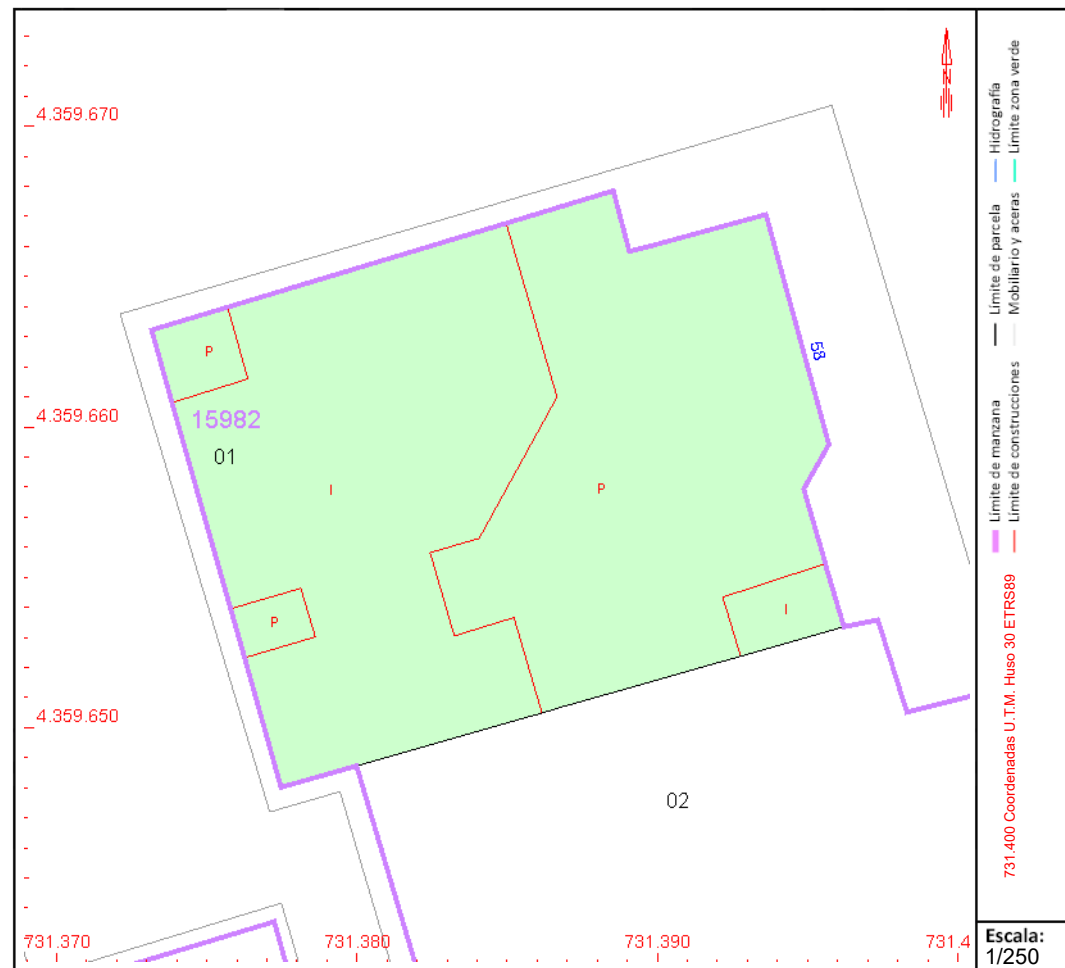 4.359.670
N
58
P
15982
01
4.359.660
I
P
P
I
4.359.650
02
731.370
731.380
731.390
731.4
Hidrografía
Límite zona verde
Límite de parcela
Mobiliario y aceras
Límite de manzana
Límite de construcciones
731.400 Coordenadas U.T.M. Huso 30 ETRS89
Escala:
1/250